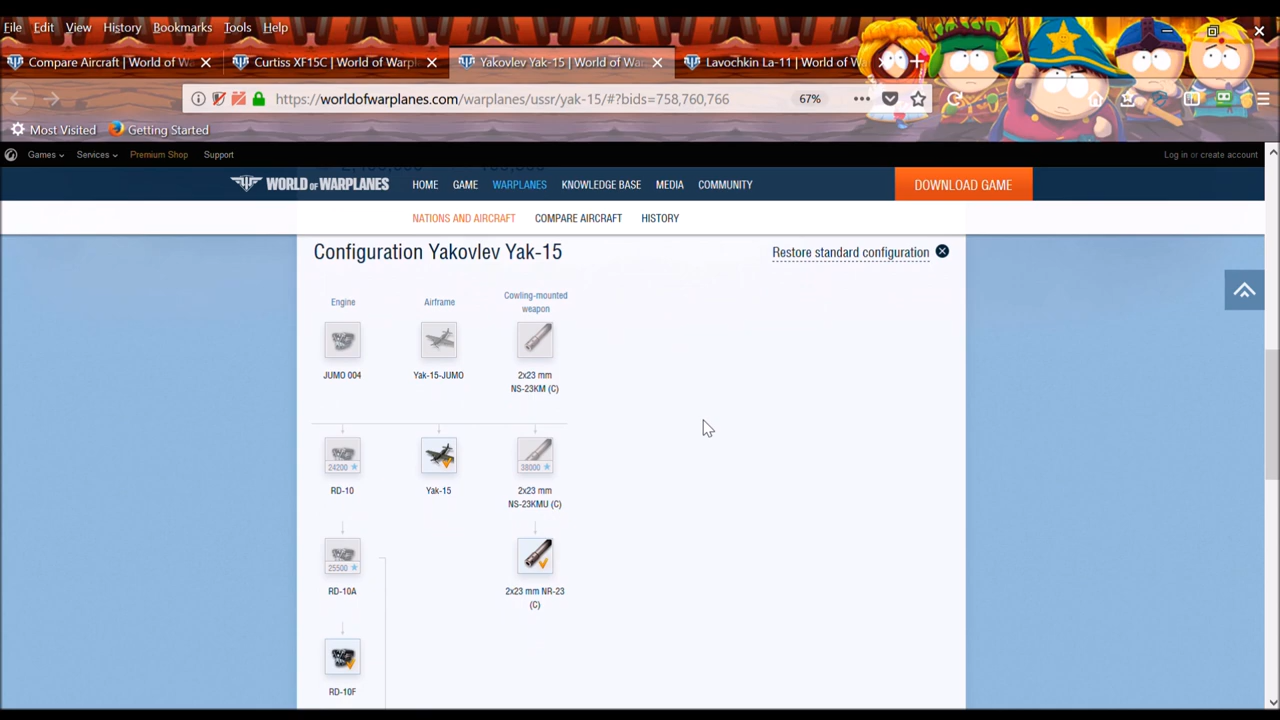 File Edit View History Bookmarks Tools Help
Compare Aircraft | World of W
Curtiss XF15C | World of Warpl
Yakovlev Yak-15 | World of War
Lavochkin La-11 | World of Wa
https://worldofwarplanes.com/warplanes/ussr/yak-15/#?bids=758,760,766
67%
Most Visited Getting Started
Games Services Premium Shop Support Log in or create account
WORLD OF WARPLANES HOME GAME WARPLANES KNOWLEDGE BASE MEDIA COMMUNITY DOWNLOAD GAME
NATIONS AND AIRCRAFT COMPARE AIRCRAFT HISTORY
Configuration Yakovlev Yak-15 Restore standard configuration
Engine Airframe Cowling-mounted
weapon
JUMO 004 Yak-15-JUMO 2x23 mm
NS-23KM (C)
24200 38000
RD-10 Yak-15 2x23 mm
NS-23KMU (C)
25500
RD-10A 2x23 mm NR-23
(C)
RD-10F